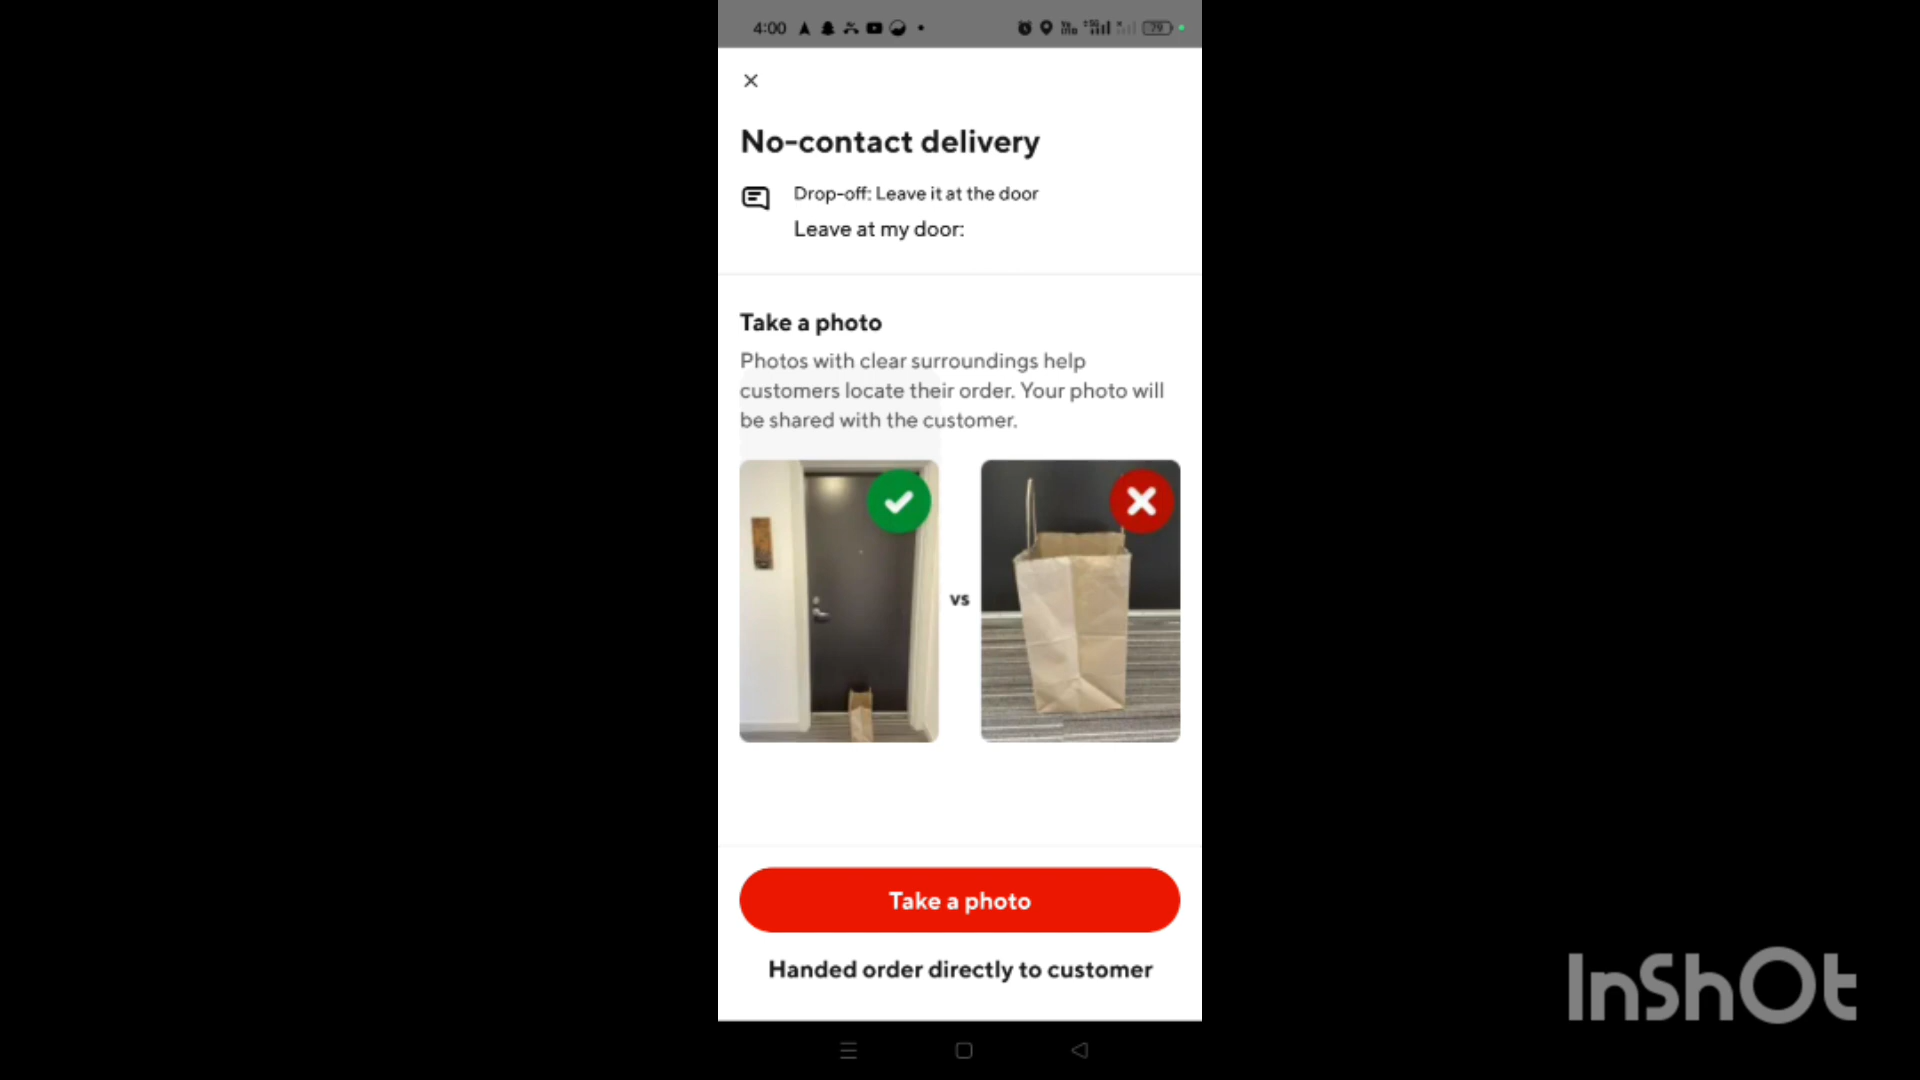 4:00
79
No-contact delivery
Drop-off: Leave it at the door
Leave at my door:
Take a photo
Photos with clear surroundings help
customers locate their order. Your photo will
be shared with the customer.
vs
Take a photo
Handed order directly to customer
InShOt